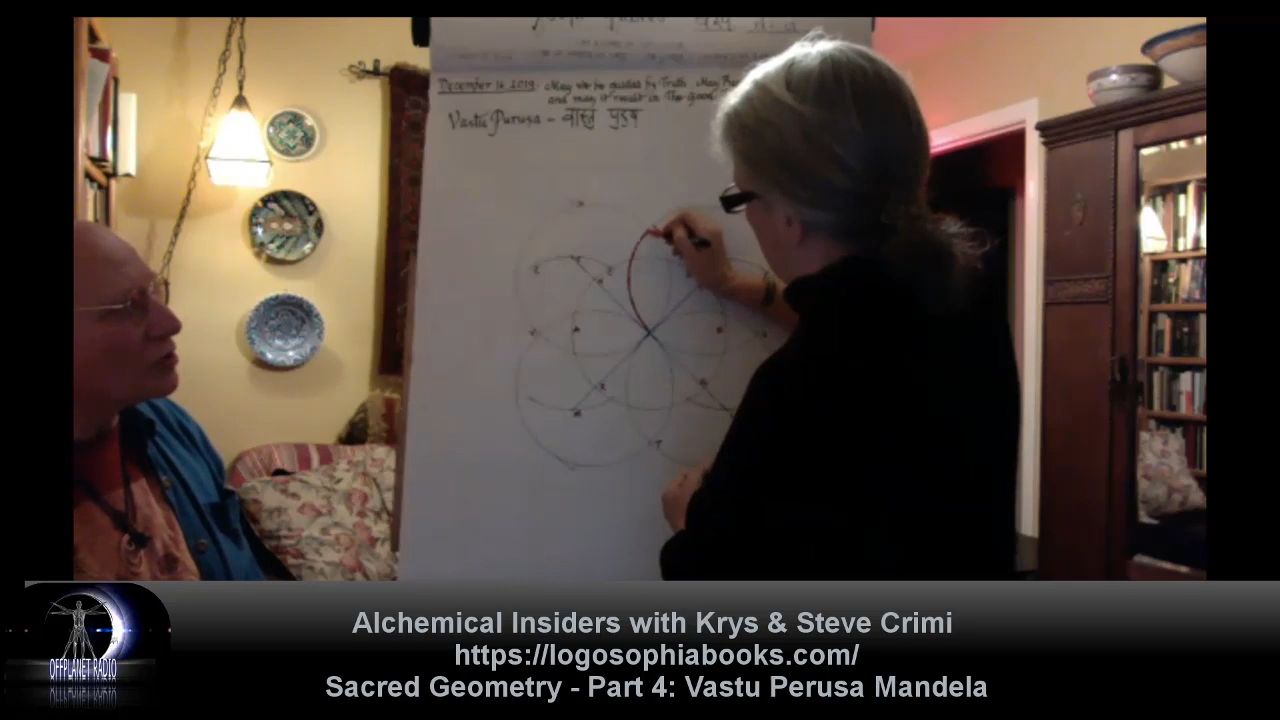 December 16, 2019 - May we be guided by Truth. May
and may it result in The Good
Vastu Purusa - वास्तु पुरुष
OFFPLANET RADIO
Alchemical Insiders with Krys & Steve Crimi
https://logosophiabooks.com/
Sacred Geometry - Part 4: Vastu Perusa Mandela